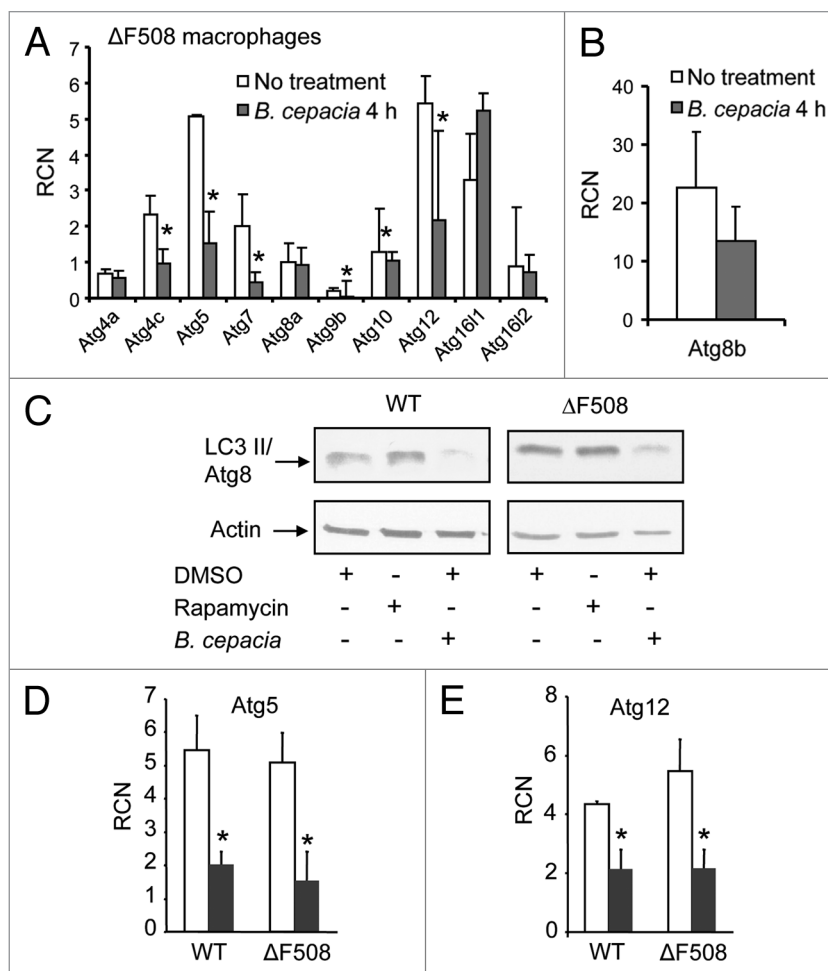 A
ΔF508 macrophages
No treatment
B. cepacia 4 h
RCN
7
6
5
4
3
2
1
0
* * * * * *
Atg4a Atg4c Atg5 Atg7 Atg8a Atg9b Atg10 Atg12 Atg16l1 Atg16l2
B
No treatment
B. cepacia 4 h
RCN
40
30
20
10
0
Atg8b
C
WT ΔF508
LC3 II/
Atg8
Actin
DMSO + - + + - +
Rapamycin - + - - + -
B. cepacia - - + - - +
D
Atg5
RCN
7
6
5
4
3
2
1
0
* *
WT ΔF508
E
Atg12
RCN
8
6
4
2
0
* *
WT ΔF508